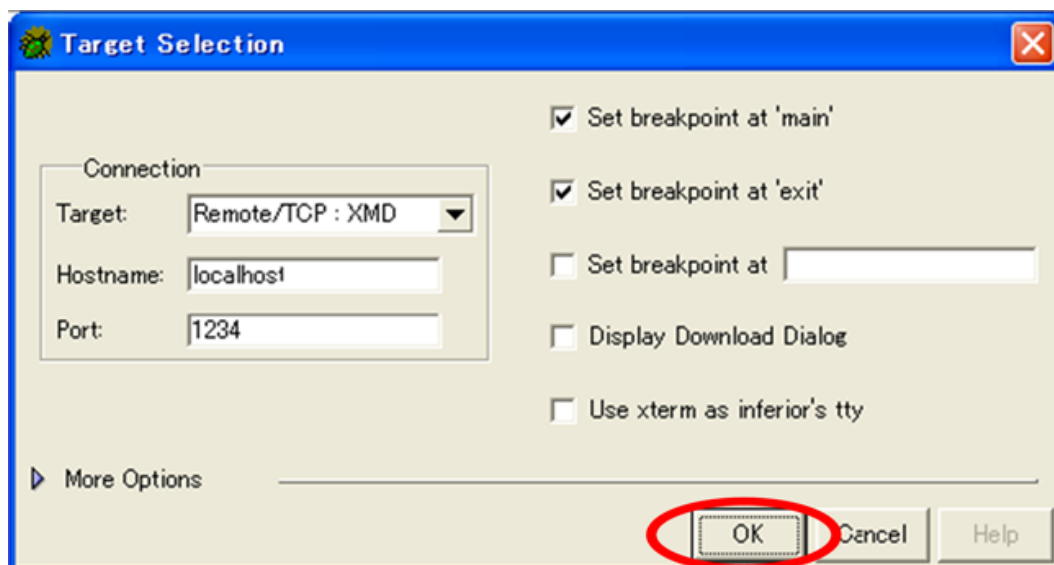 Target Selection
Connection
Target:
Remote/TCP : XMD
Hostname:
localhost
Port:
1234
Set breakpoint at 'main'
Set breakpoint at 'exit'
Set breakpoint at
Display Download Dialog
Use xterm as inferior's tty
More Options
OK
Cancel
Help